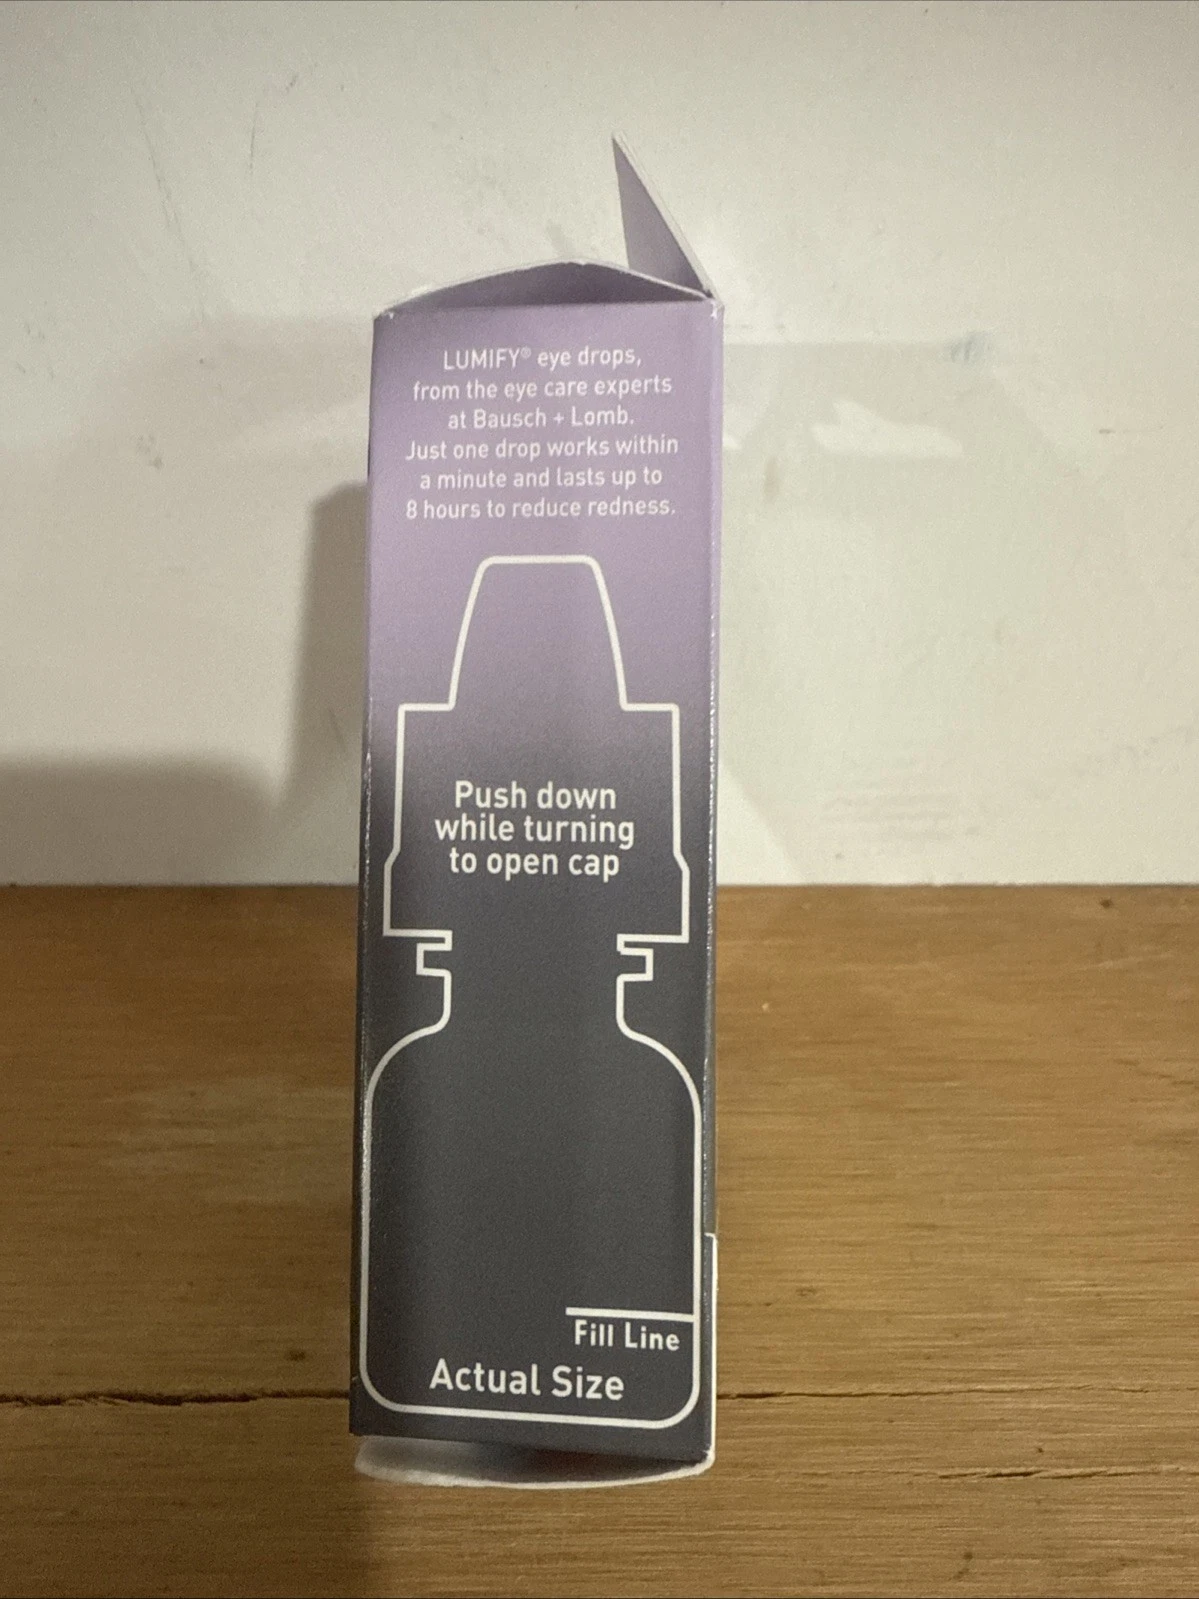 LUMIFY® eye drops,
from the eye care experts
at Bausch + Lomb.
Just one drop works within
a minute and lasts up to
8 hours to reduce redness.
Push down
while turning
to open cap
Fill Line
Actual Size